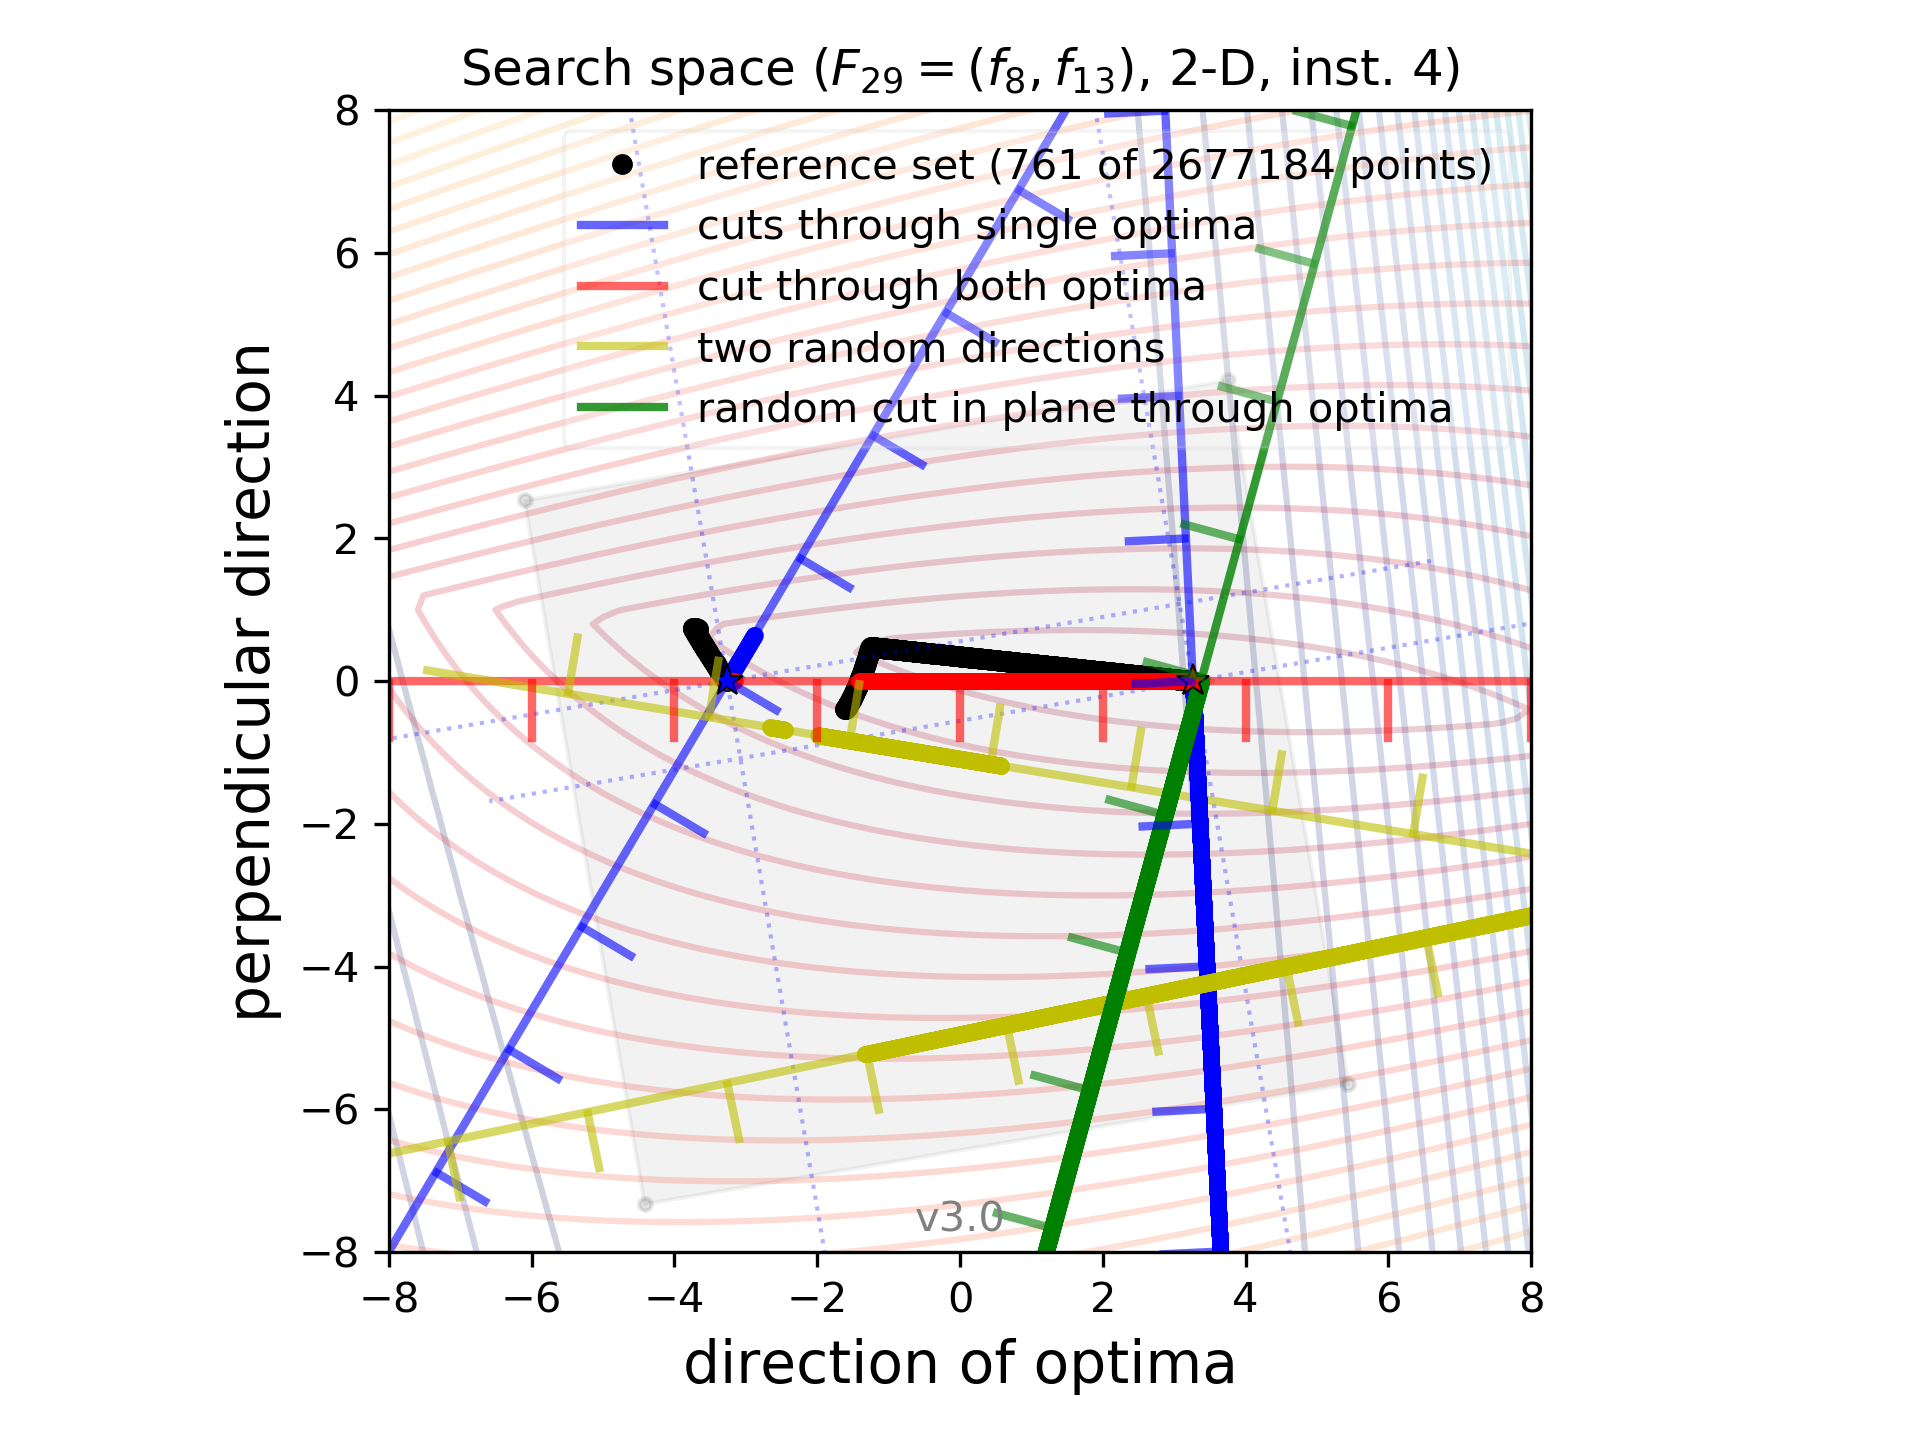 Search space (F₂₉ = (f₈, f₁₃), 2-D, inst. 4)
reference set (761 of 2677184 points)
cuts through single optima
cut through both optima
two random directions
random cut in plane through optima
8
6
4
2
0
−2
−4
−6
−8
perpendicular direction
v3.0
−8 −6 −4 −2 0 2 4 6 8
direction of optima